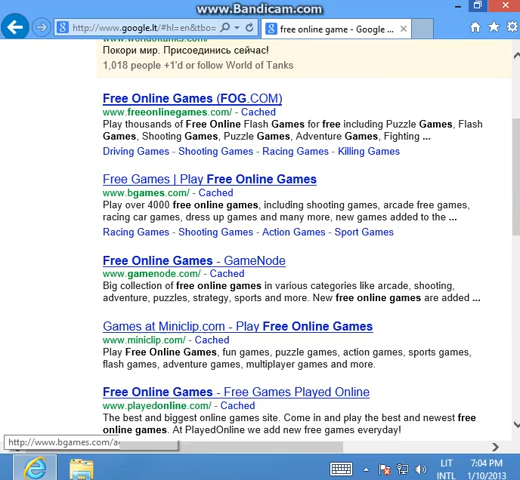 www.Bandicam.com
http://www.google.lt/#hl=en&tbo=
free online game - Google ...
www.worldoftanks.com/
Покори мир. Присоединись сейчас!
1,018 people +1'd or follow World of Tanks
Free Online Games (FOG.COM)
www.freeonlinegames.com/ - Cached
Play thousands of Free Online Flash Games for free including Puzzle Games, Flash
Games, Shooting Games, Puzzle Games, Adventure Games, Fighting ...
Driving Games - Shooting Games - Racing Games - Killing Games
Free Games | Play Free Online Games
www.bgames.com/ - Cached
Play over 4000 free online games, including shooting games, arcade free games,
racing car games, dress up games and many more, new games added to the ...
Racing Games - Shooting Games - Action Games - Sport Games
Free Online Games - GameNode
www.gamenode.com/ - Cached
Big collection of free online games in various categories like arcade, shooting,
adventure, puzzles, strategy, sports and more. New free online games are added ...
Games at Miniclip.com - Play Free Online Games
www.miniclip.com/ - Cached
Play Free Online Games, fun games, puzzle games, action games, sports games,
flash games, adventure games, multiplayer games and more.
Free Online Games - Free Games Played Online
www.playedonline.com/ - Cached
The best and biggest online games site. Come in and play the best and newest free
online games. At PlayedOnline we add new free games everyday!
http://www.bgames.com/a
LIT 7:04 PM
INTL 1/10/2013